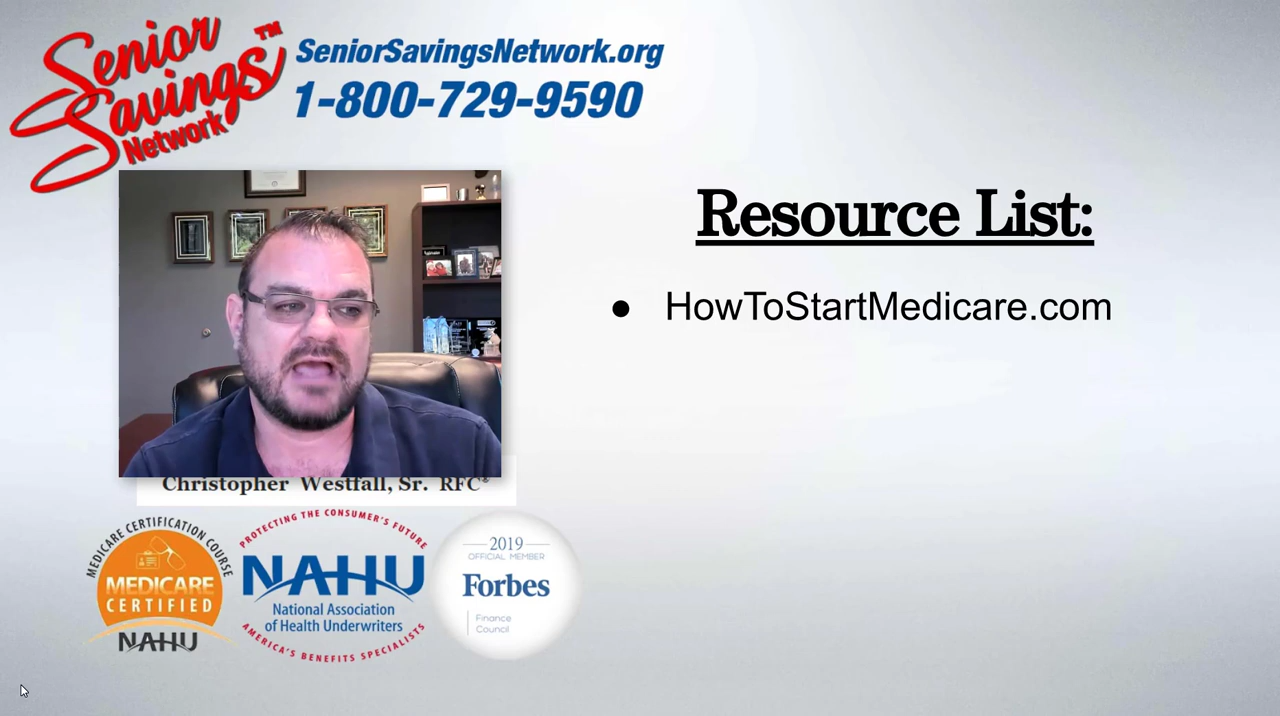 Senior
Savings™
Network
SeniorSavingsNetwork.org
1-800-729-9590
Resource List:
● HowToStartMedicare.com
Christopher Westfall, Sr. RFC®
MEDICARE CERTIFICATION COURSE
MEDICARE
CERTIFIED
NAHU
PROTECTING THE CONSUMER'S FUTURE
NAHU
National Association
of Health Underwriters
AMERICA'S BENEFITS SPECIALISTS
2019
OFFICIAL MEMBER
Forbes
Finance
Council